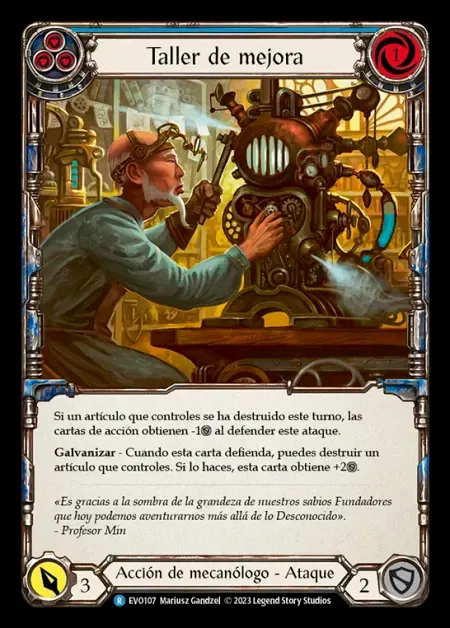 Taller de mejora
1
Si un artículo que controles se ha destruido este turno, las
cartas de acción obtienen -1 al defender este ataque.
Galvanizar - Cuando esta carta defienda, puedes destruir un
artículo que controles. Si lo haces, esta carta obtiene +2.
«Es gracias a la sombra de la grandeza de nuestros sabios Fundadores
que hoy podemos aventurarnos más allá de lo Desconocido».
- Profesor Min
3
Acción de mecanólogo - Ataque
2
R EVO107 Mariusz Gandzel © 2023 Legend Story Studios